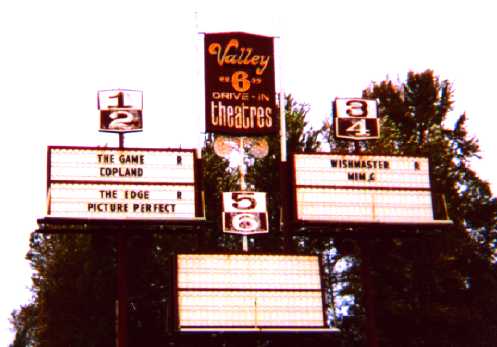 Valley
"6"
DRIVE-IN
theatres
1
2
THE GAME R
COPLAND
THE EDGE R
PICTURE PERFECT
3
4
WISHMASTER R
MIMIC
5
6